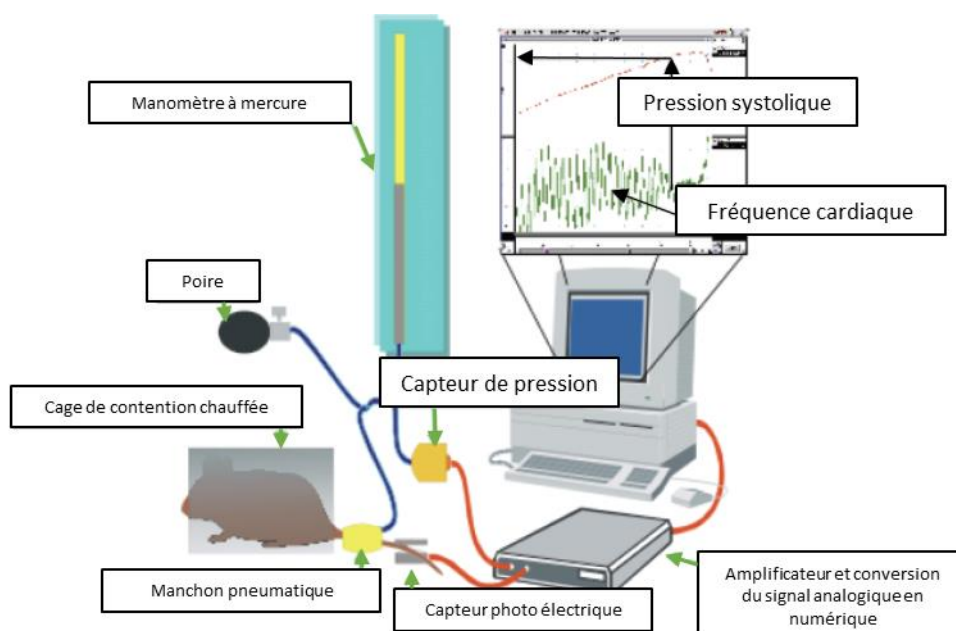 Manomètre à mercure
Pression systolique
Fréquence cardiaque
Poire
Capteur de pression
Cage de contention chauffée
Manchon pneumatique
Capteur photo électrique
Amplificateur et conversion
du signal analogique en
numérique